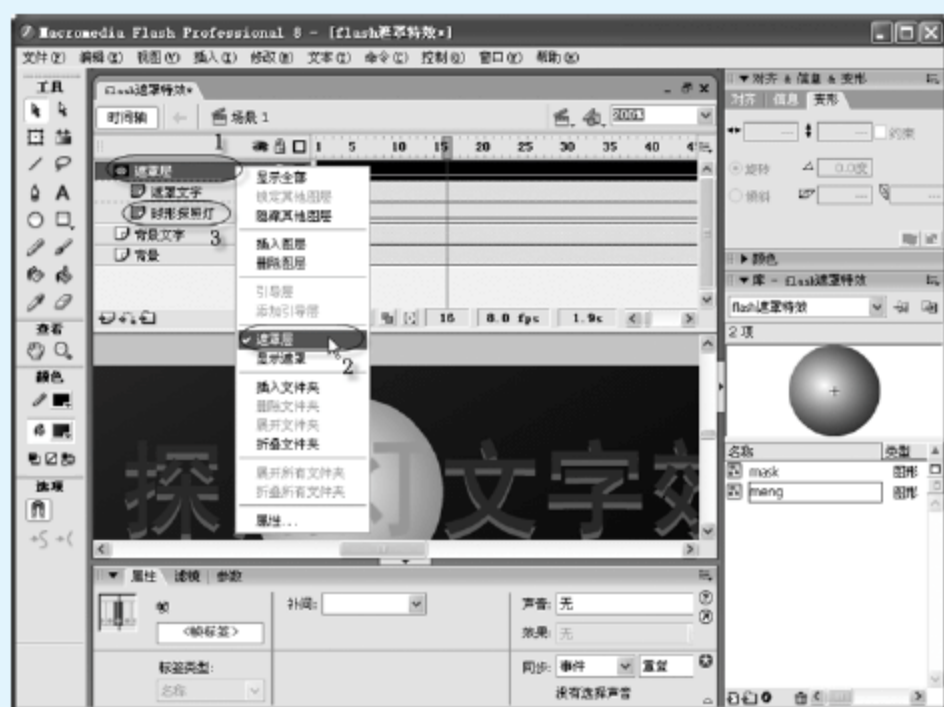 Macromedia Flash Professional 8 - [flash遮罩特效*]
文件(F) 编辑(E) 视图(V) 插入(I) 修改(M) 文本(T) 命令(C) 控制(O) 窗口(W) 帮助(H)
工具
查看
颜色
选项
flash遮罩特效*
时间轴
场景 1
200%
1 5 10 15 20 25 30 35 40
1
遮罩层
遮罩文字
时形探照灯
3
背景文字
背景
显示全部
锁定其他图层
隐藏其他图层
插入图层
删除图层
引导层
添加引导层
遮罩层
2
显示遮罩
插入文件夹
删除文件夹
展开文件夹
折叠文件夹
展开所有文件夹
折叠所有文件夹
属性...
16 8.0 fps 1.9s
探 灯文字效
属性 滤镜 参数
帧
<帧标签>
标签类型:
名称
补间:
声音: 无
效果: 无
同步: 事件 重复
没有选择声音
对齐 & 信息 & 变形
对齐 信息 变形
约束
旋转 0.0度
倾斜
颜色
库 - flash遮罩特效
flash遮罩特效
2 项
名称 类型
mask 图形
meng 图形